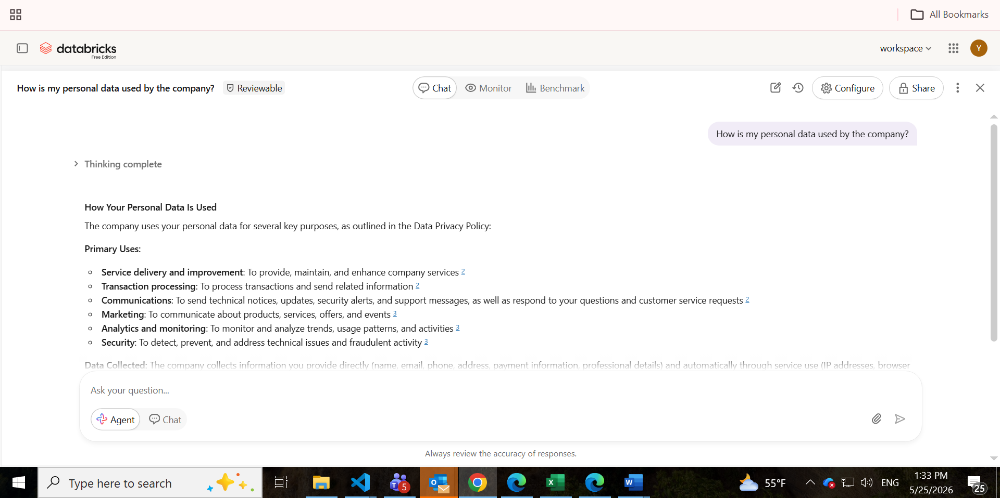 All Bookmarks
databricks
Free Edition
workspace
Y
How is my personal data used by the company?
Reviewable
Chat
Monitor
Benchmark
Configure
Share
How is my personal data used by the company?
Thinking complete
How Your Personal Data Is Used
The company uses your personal data for several key purposes, as outlined in the Data Privacy Policy:
Primary Uses:
Service delivery and improvement: To provide, maintain, and enhance company services 2
Transaction processing: To process transactions and send related information 2
Communications: To send technical notices, updates, security alerts, and support messages, as well as respond to your questions and customer service requests 2
Marketing: To communicate about products, services, offers, and events 3
Analytics and monitoring: To monitor and analyze trends, usage patterns, and activities 3
Security: To detect, prevent, and address technical issues and fraudulent activity 3
Data Collected: The company collects information you provide directly (name, email, phone, address, payment information, professional details) and automatically through service use (IP addresses, browser
Ask your question...
Agent
Chat
Always review the accuracy of responses.
Type here to search
T
5
O
X
W
55°F
ENG
1:33 PM
5/25/2026
25